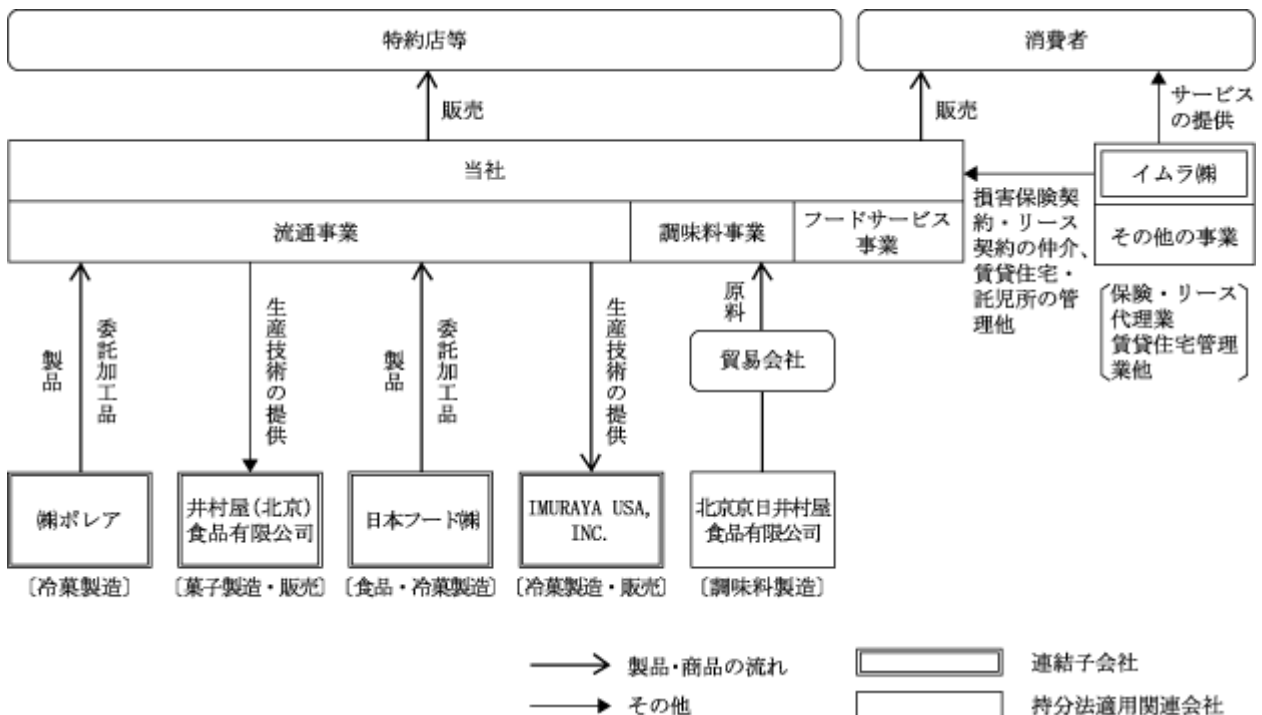 特約店等
消費者
販売
販売
サービス
の提供
当社
イムラ㈱
流通事業
調味料事業
フードサービス
事業
その他の事業
損害保険契
約・リース
契約の仲介、
賃貸住宅・
託児所の管
理他
保険・リース
代理業
賃貸住宅管理
業他
製品
委託加工品
生産技術の提供
製品
委託加工品
生産技術の提供
原料
貿易会社
㈱ポレア
井村屋(北京)
食品有限公司
日本フード㈱
IMURAYA USA,
INC.
北京京日井村屋
食品有限公司
〔冷菓製造〕
〔菓子製造・販売〕
〔食品・冷菓製造〕
〔冷菓製造・販売〕
〔調味料製造〕
製品・商品の流れ
連結子会社
その他
持分法適用関連会社